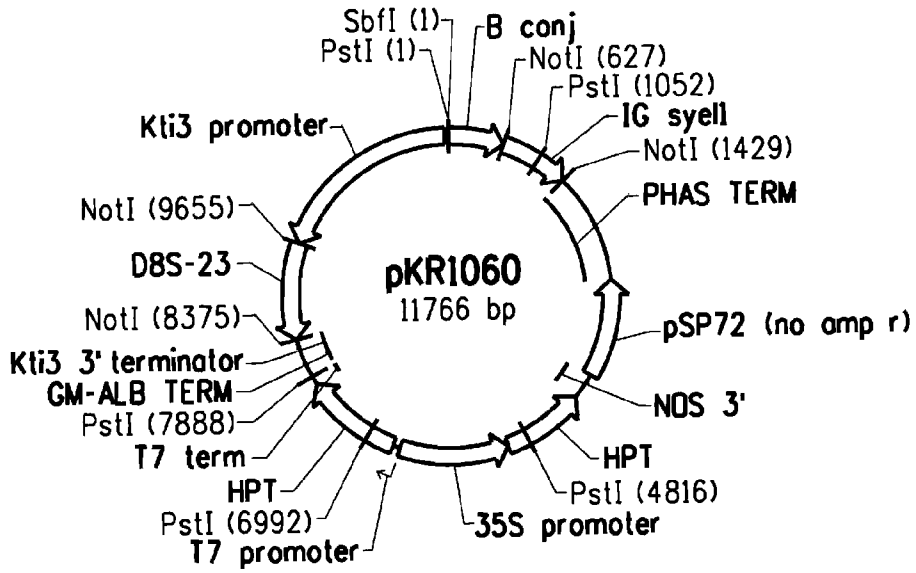 SbfI (1)
B conj
PstI (1)
NotI (627)
PstI (1052)
Kti3 promoter
IG syell
NotI (1429)
PHAS TERM
NotI (9655)
D8S-23
pKR1060
11766 bp
NotI (8375)
pSP72 (no amp r)
Kti3 3' terminator
GM-ALB TERM
PstI (7888)
NOS 3'
T7 term
HPT
HPT
PstI (4816)
PstI (6992)
35S promoter
T7 promoter